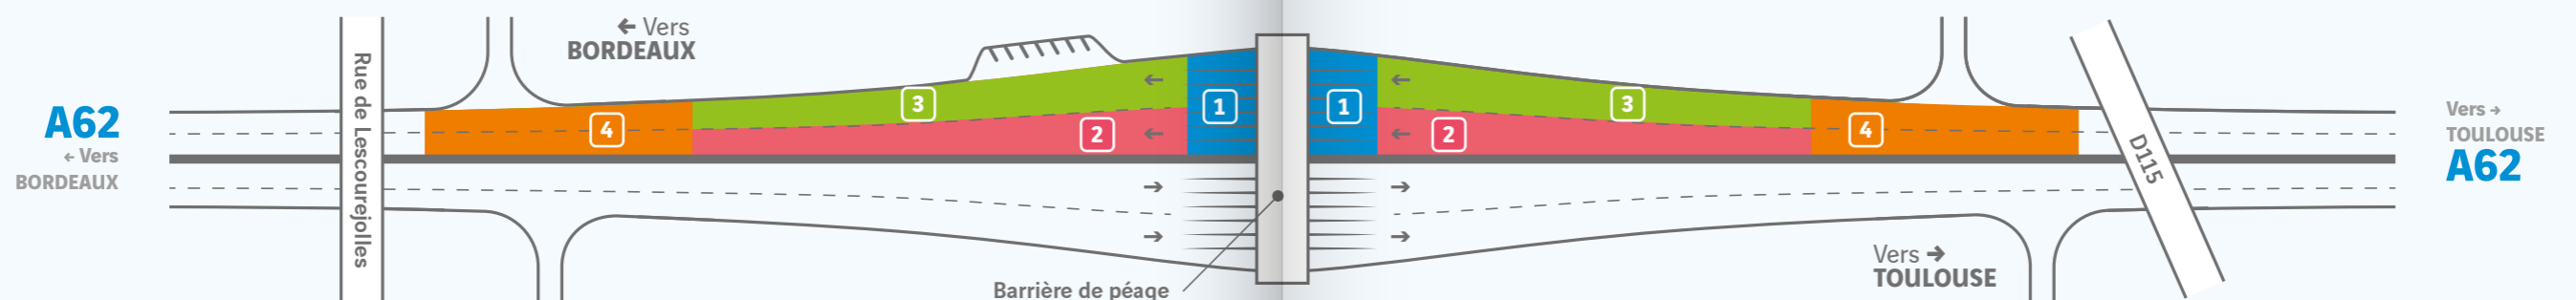 A62
← Vers
BORDEAUX
Rue de Lescourejolles
← Vers
BORDEAUX
4
3
2
1
1
2
3
4
Barrière de péage
Vers →
TOULOUSE
D115
Vers →
TOULOUSE
A62